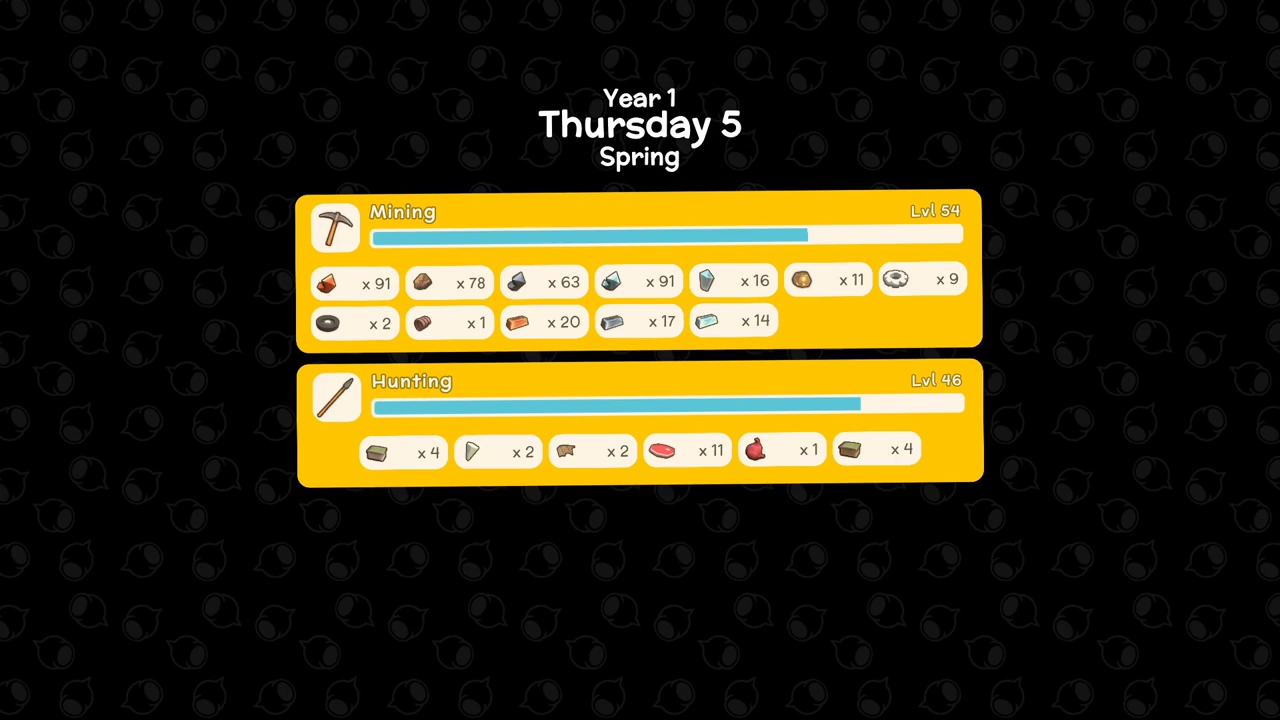 Year 1
Thursday 5
Spring
Mining Lvl 54
x 91 x 78 x 63 x 91 x 16 x 11 x 9
x 2 x 1 x 20 x 17 x 14
Hunting Lvl 46
x 4 x 2 x 2 x 11 x 1 x 4